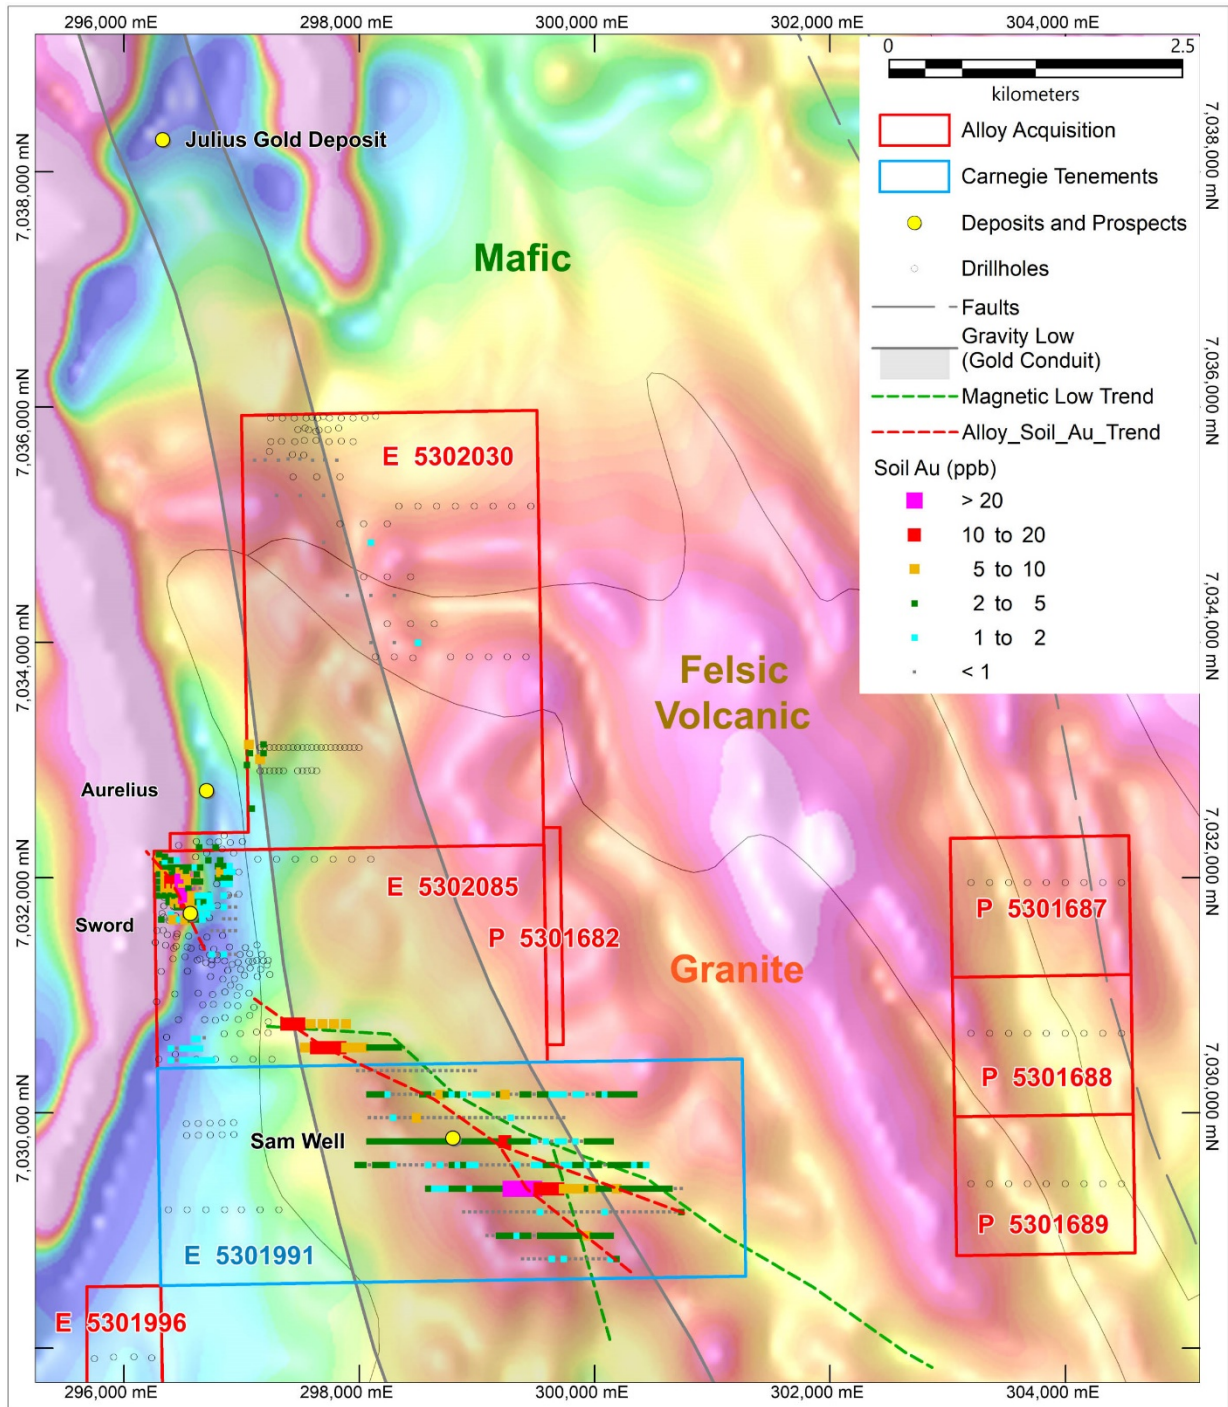 296,000 mE
298,000 mE
300,000 mE
302,000 mE
304,000 mE
0
2.5
kilometers
Alloy Acquisition
Carnegie Tenements
Deposits and Prospects
Drillholes
Faults
Gravity Low
(Gold Conduit)
Magnetic Low Trend
Alloy_Soil_Au_Trend
Soil Au (ppb)
> 20
10 to 20
5 to 10
2 to 5
1 to 2
< 1
7,038,000 mN
7,036,000 mN
7,034,000 mN
7,032,000 mN
7,030,000 mN
7,038,000 mN
7,036,000 mN
7,034,000 mN
7,032,000 mN
7,030,000 mN
Julius Gold Deposit
Mafic
E 5302030
Felsic
Volcanic
Aurelius
E 5302085
Sword
P 5301682
Granite
P 5301687
P 5301688
Sam Well
P 5301689
E 5301991
E 5301996
296,000 mE
298,000 mE
300,000 mE
302,000 mE
304,000 mE